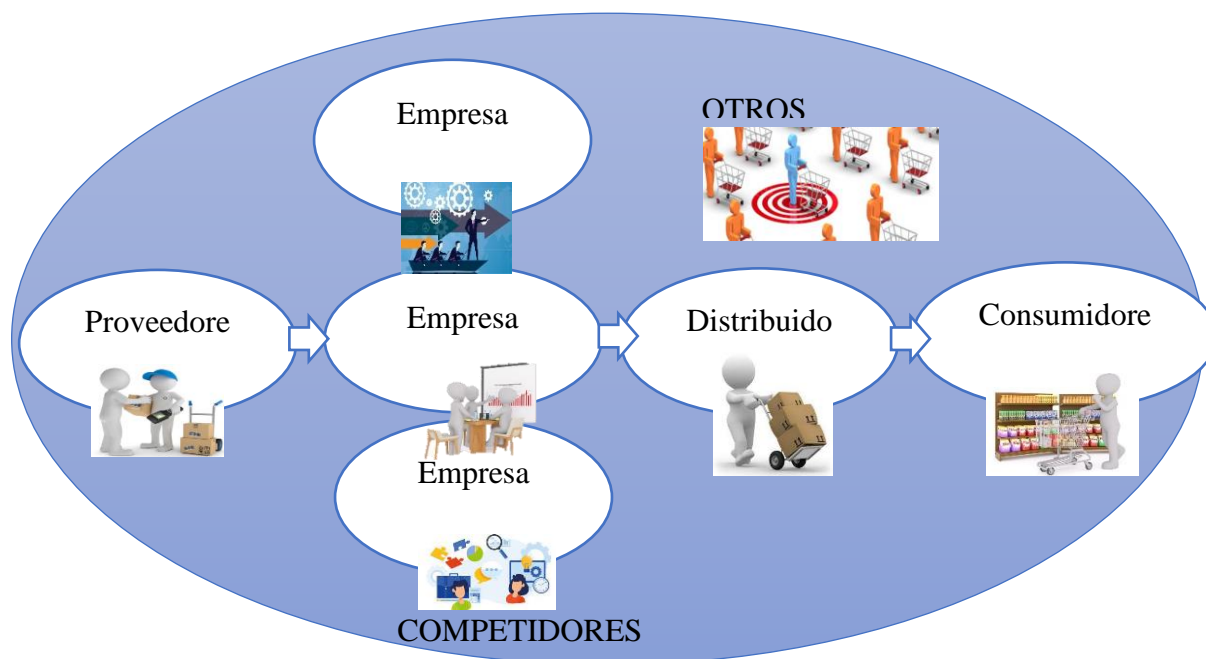 Empresa
OTROS
Proveedore
Empresa
Distribuido
Consumidore
Empresa
COMPETIDORES